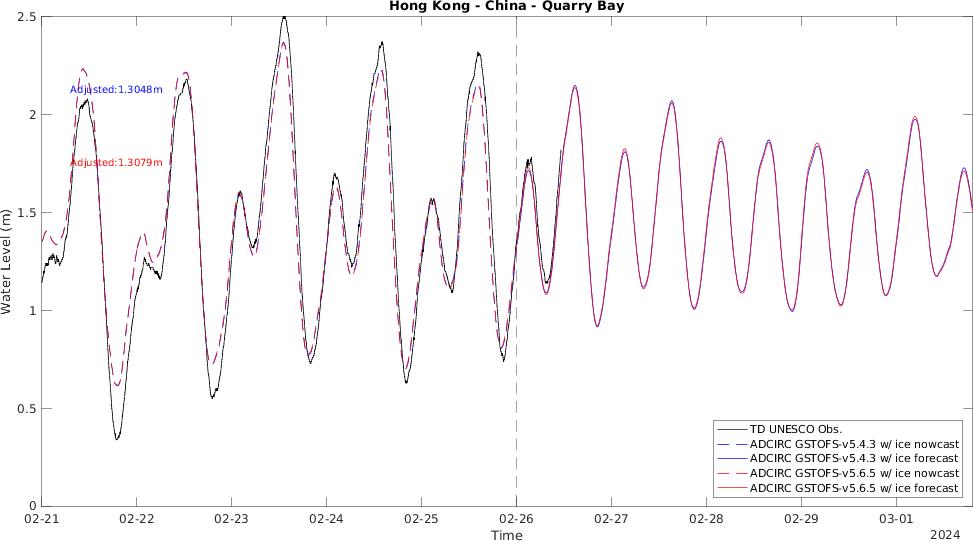 Hong Kong - China - Quarry Bay
2.5
2
1.5
1
0.5
0
Water Level (m)
Adjusted:1.3048m
Adjusted:1.3079m
TD UNESCO Obs.
ADCIRC GSTOFS-v5.4.3 w/ ice nowcast
ADCIRC GSTOFS-v5.4.3 w/ ice forecast
ADCIRC GSTOFS-v5.6.5 w/ ice nowcast
ADCIRC GSTOFS-v5.6.5 w/ ice forecast
02-21 02-22 02-23 02-24 02-25 02-26 02-27 02-28 02-29 03-01
Time
2024